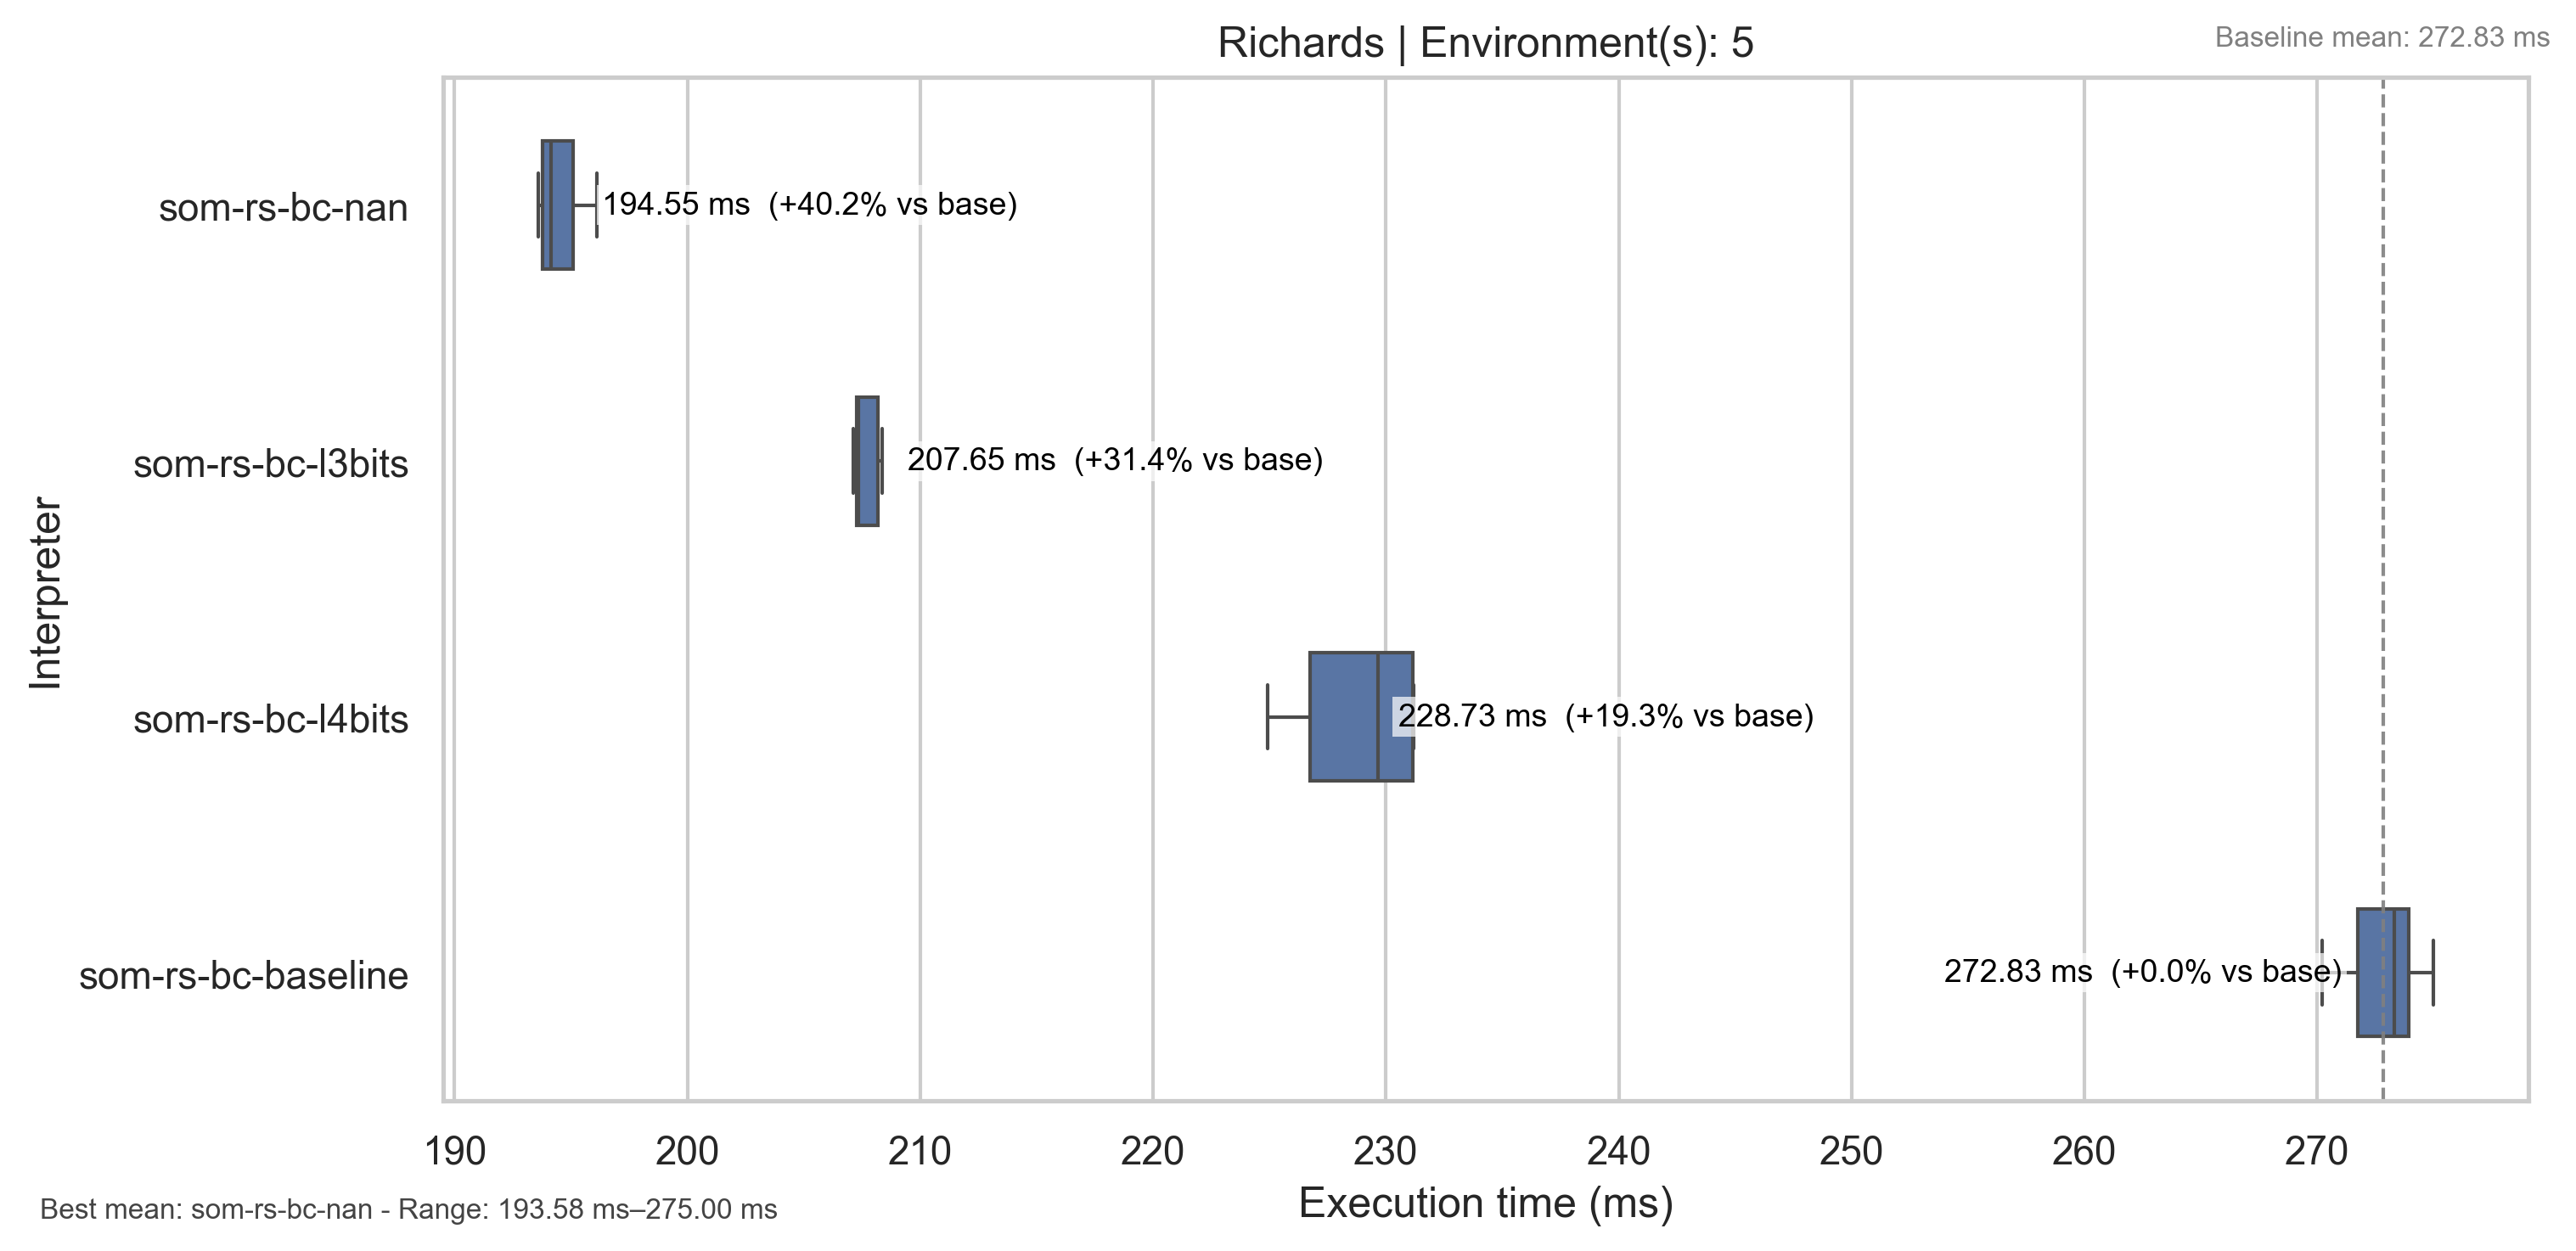 Richards | Environment(s): 5
Baseline mean: 272.83 ms
som-rs-bc-nan
194.55 ms  (+40.2% vs base)
som-rs-bc-l3bits
207.65 ms  (+31.4% vs base)
Interpreter
som-rs-bc-l4bits
228.73 ms  (+19.3% vs base)
som-rs-bc-baseline
272.83 ms  (+0.0% vs base)
190 200 210 220 230 240 250 260 270
Execution time (ms)
Best mean: som-rs-bc-nan - Range: 193.58 ms–275.00 ms